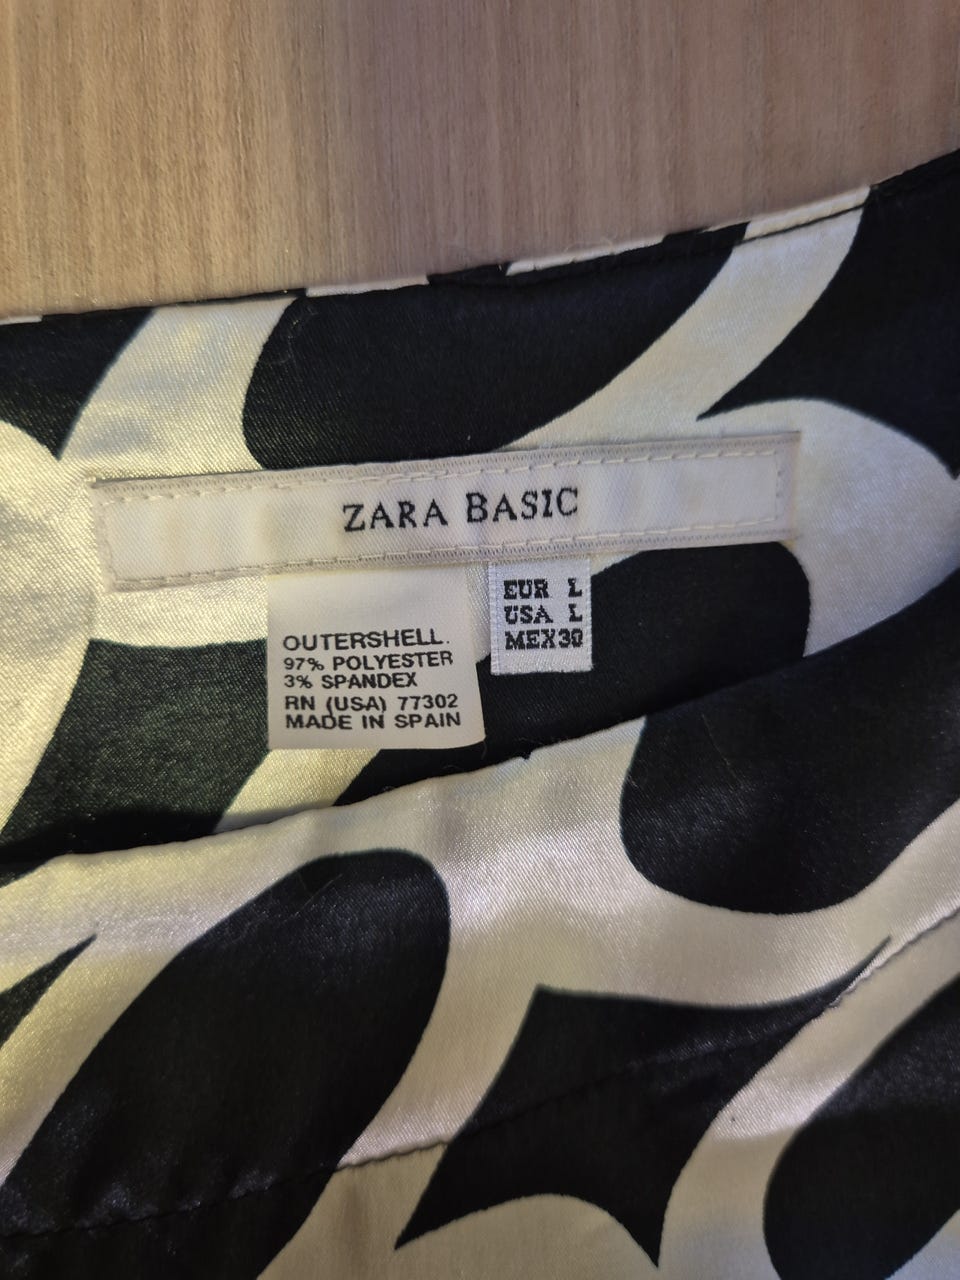 ZARA BASIC
EUR L
USA L
MEX30
OUTERSHELL.
97% POLYESTER
3% SPANDEX
RN (USA) 77302
MADE IN SPAIN